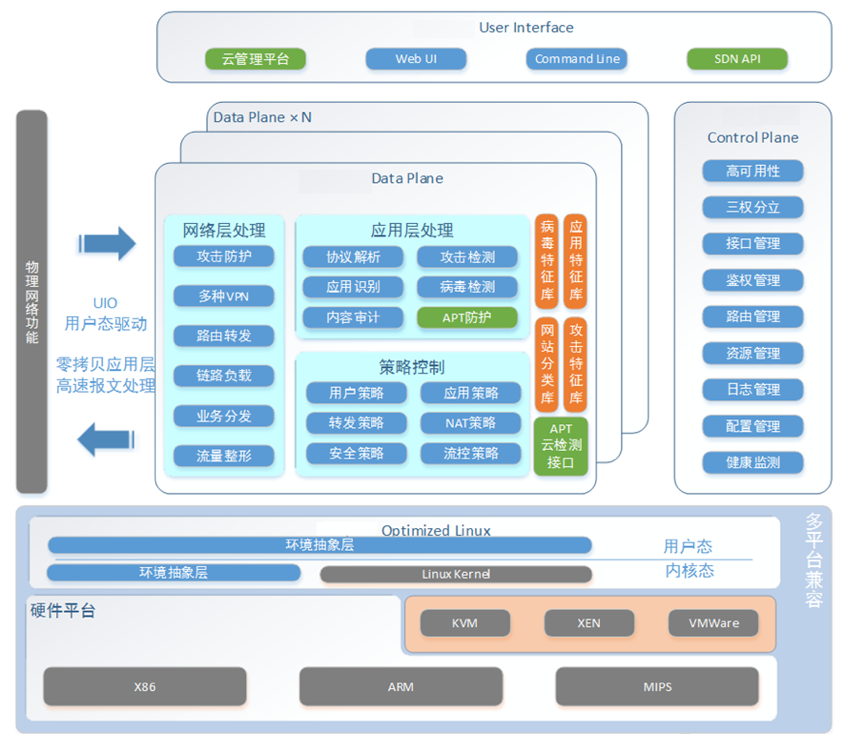 User Interface
云管理平台
Web UI
Command Line
SDN API
物理网络功能
UIO
用户态驱动
零拷贝应用层
高速报文处理
Data Plane × N
Data Plane
网络层处理
攻击防护
多种VPN
路由转发
链路负载
业务分发
流量整形
应用层处理
协议解析
攻击检测
应用识别
病毒检测
内容审计
APT防护
策略控制
用户策略
应用策略
转发策略
NAT策略
安全策略
流控策略
病毒特征库
应用特征库
网站分类库
攻击特征库
APT
云检测
接口
Control Plane
高可用性
三权分立
接口管理
鉴权管理
路由管理
资源管理
日志管理
配置管理
健康监测
多平台兼容
Optimized Linux
环境抽象层
用户态
环境抽象层
Linux Kernel
内核态
硬件平台
KVM
XEN
VMWare
X86
ARM
MIPS